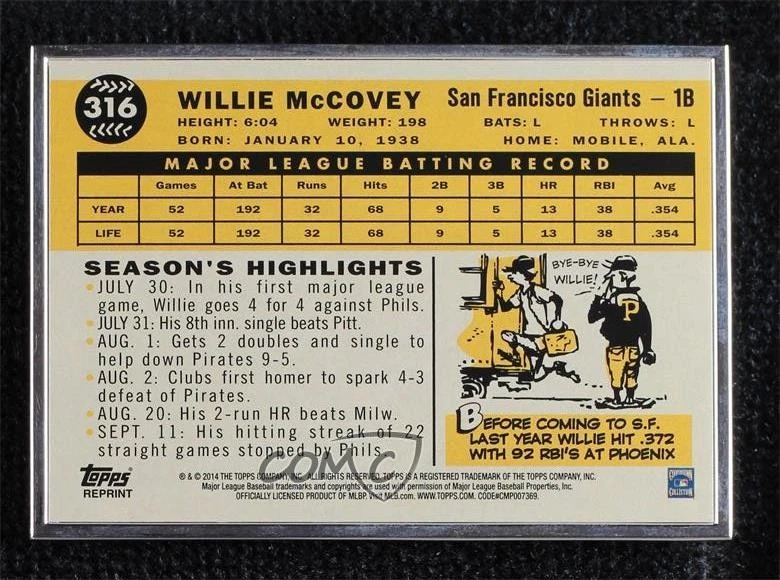 316
WILLIE McCOVEY San Francisco Giants — 1B
HEIGHT: 6:04 WEIGHT: 198 BATS: L THROWS: L
BORN: JANUARY 10, 1938 HOME: MOBILE, ALA.
MAJOR LEAGUE BATTING RECORD
Games At Bat Runs Hits 2B 3B HR RBI Avg
YEAR 52 192 32 68 9 5 13 38 .354
LIFE 52 192 32 68 9 5 13 38 .354
SEASON'S HIGHLIGHTS
• JULY 30: In his first major league
game, Willie goes 4 for 4 against Phils.
• JULY 31: His 8th inn. single beats Pitt.
• AUG. 1: Gets 2 doubles and single to
help down Pirates 9-5.
• AUG. 2: Clubs first homer to spark 4-3
defeat of Pirates.
• AUG. 20: His 2-run HR beats Milw.
• SEPT. 11: His hitting streak of 22
straight games stopped by Phils.
BYE-BYE
WILLIE!
P
BEFORE COMING TO S.F.
LAST YEAR WILLIE HIT .372
WITH 92 RBI'S AT PHOENIX
COMC
topps
REPRINT
® & © 2014 THE TOPPS COMPANY, INC. ALL RIGHTS RESERVED. TOPPS IS A REGISTERED TRADEMARK OF THE TOPPS COMPANY, INC.
Major League Baseball trademarks and copyrights are used with permission of Major League Baseball Properties, Inc.
OFFICIALLY LICENSED PRODUCT OF MLBP. Visit MLB.com. WWW.TOPPS.COM. CODE#CMP007369.
COOPERSTOWN
COLLECTION